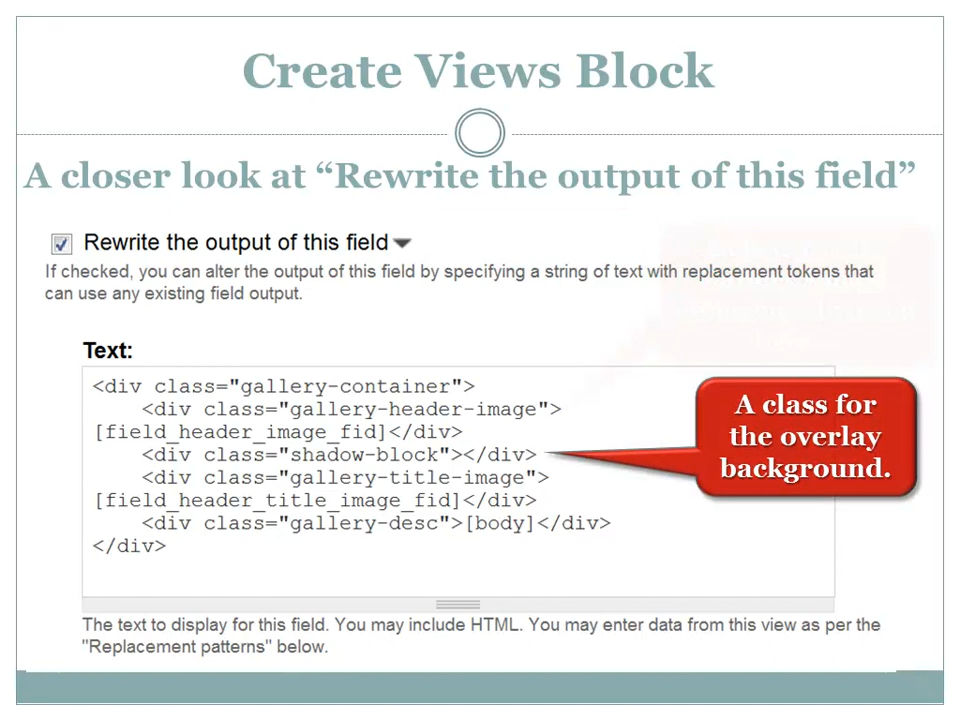 Create Views Block
A closer look at “Rewrite the output of this field”
Rewrite the output of this field
If checked, you can alter the output of this field by specifying a string of text with replacement tokens that
can use any existing field output.
Text:
<div class="gallery-container">
    <div class="gallery-header-image">
[field_header_image_fid]</div>
    <div class="shadow-block"></div>
    <div class="gallery-title-image">
[field_header_title_image_fid]</div>
    <div class="gallery-desc">[body]</div>
</div>
A class for
the overlay
background.
The text to display for this field. You may include HTML. You may enter data from this view as per the
"Replacement patterns" below.